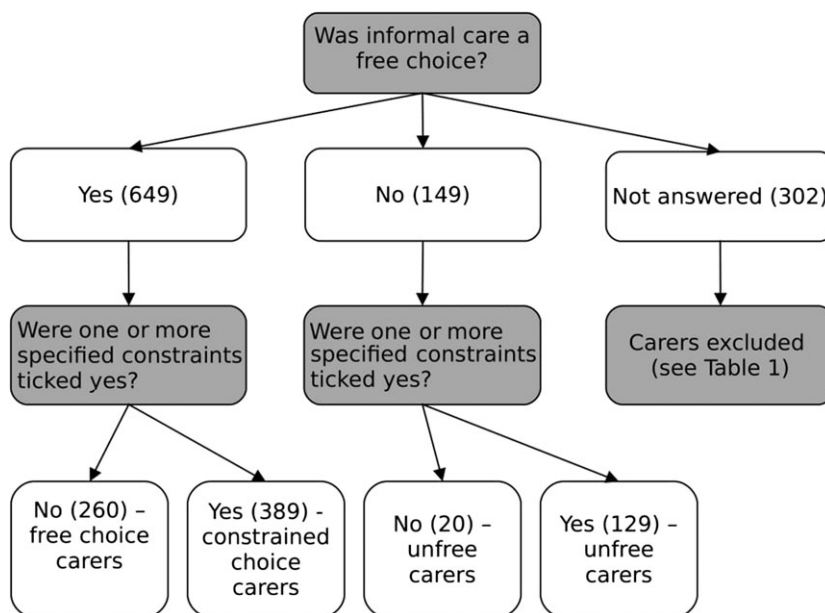 Was informal care a
free choice?
Yes (649)
No (149)
Not answered (302)
Were one or more
specified constraints
ticked yes?
Were one or more
specified constraints
ticked yes?
Carers excluded
(see Table 1)
No (260) –
free choice
carers
Yes (389) -
constrained
choice
carers
No (20) –
unfree
carers
Yes (129) –
unfree
carers